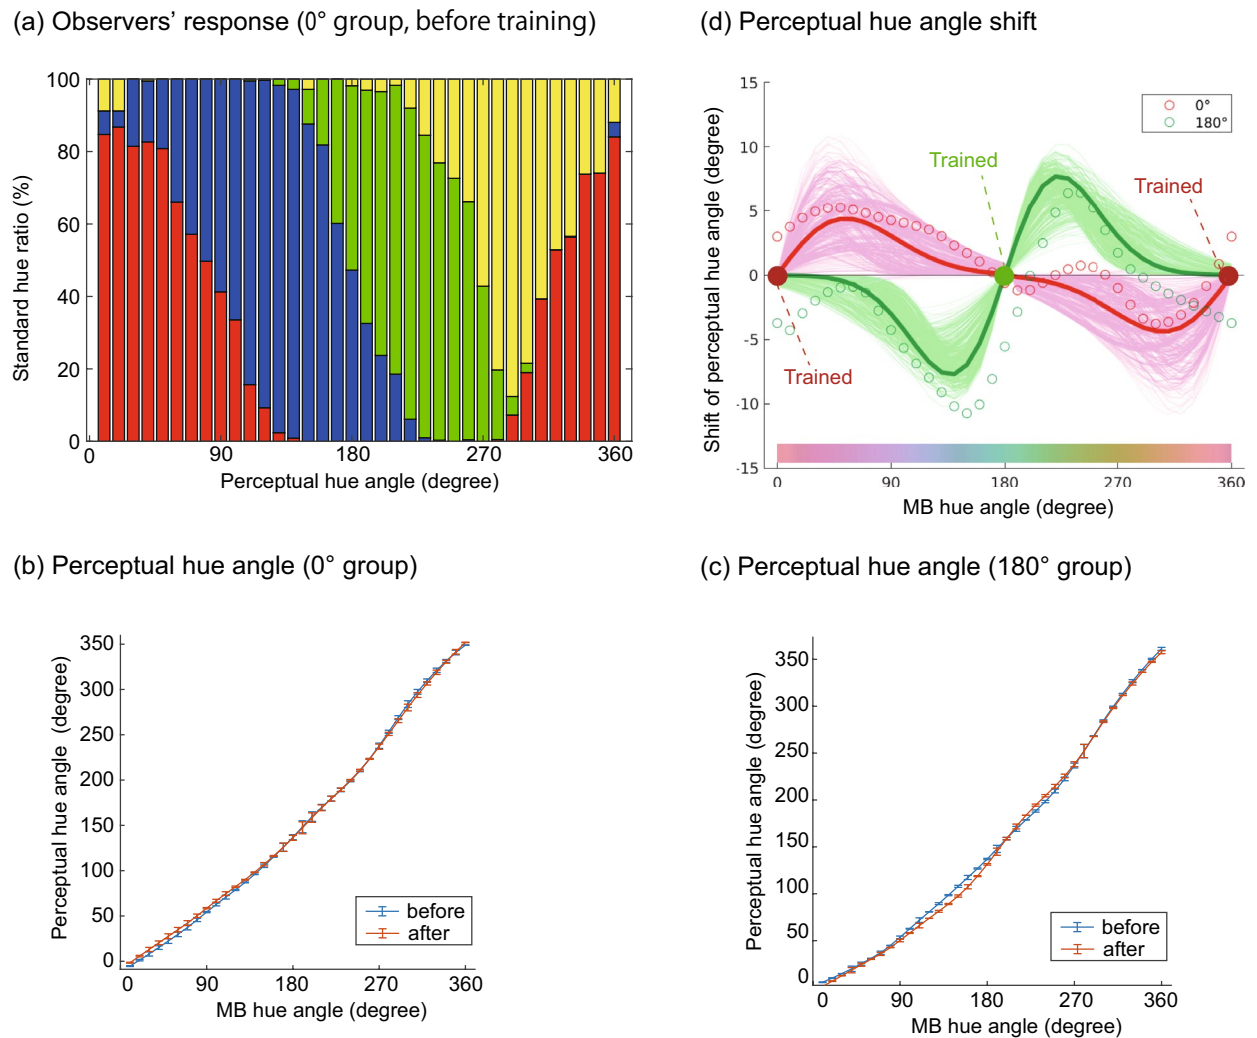 (a) Observers' response (0° group, before training)
Standard hue ratio (%)
100
80
60
40
20
0
0 90 180 270 360
Perceptual hue angle (degree)
(d) Perceptual hue angle shift
Shift of perceptual hue angle (degree)
15
10
5
0
-5
-10
-15
0°
180°
Trained
Trained
Trained
0 90 180 270 360
MB hue angle (degree)
(b) Perceptual hue angle (0° group)
Perceptual hue angle (degree)
350
300
250
200
150
100
50
0
before
after
0 90 180 270 360
MB hue angle (degree)
(c) Perceptual hue angle (180° group)
Perceptual hue angle (degree)
350
300
250
200
150
100
50
0
before
after
0 90 180 270 360
MB hue angle (degree)